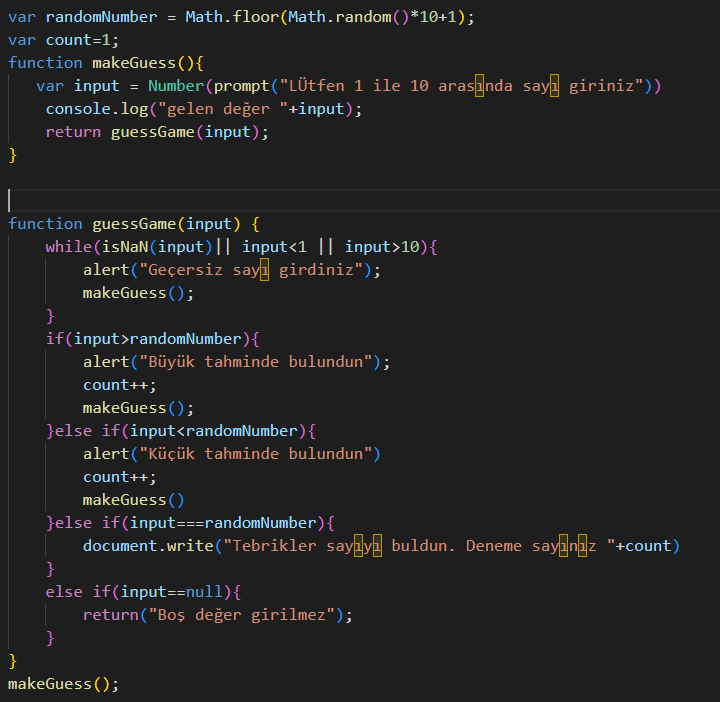 var randomNumber = Math.floor(Math.random()*10+1);
var count=1;
function makeGuess(){
   var input = Number(prompt("LÜtfen 1 ile 10 arasında sayı giriniz"))
    console.log("gelen değer "+input);
    return guessGame(input);
}

function guessGame(input) {
    while(isNaN(input)|| input<1 || input>10){
        alert("Geçersiz sayı girdiniz");
        makeGuess();
    }
    if(input>randomNumber){
        alert("Büyük tahminde bulundun");
        count++;
        makeGuess();
    }else if(input<randomNumber){
        alert("Küçük tahminde bulundun")
        count++;
        makeGuess()
    }else if(input===randomNumber){
        document.write("Tebrikler sayıyı buldun. Deneme sayınız "+count)
    }
    else if(input==null){
        return("Boş değer girilmez");
    }
}
makeGuess();